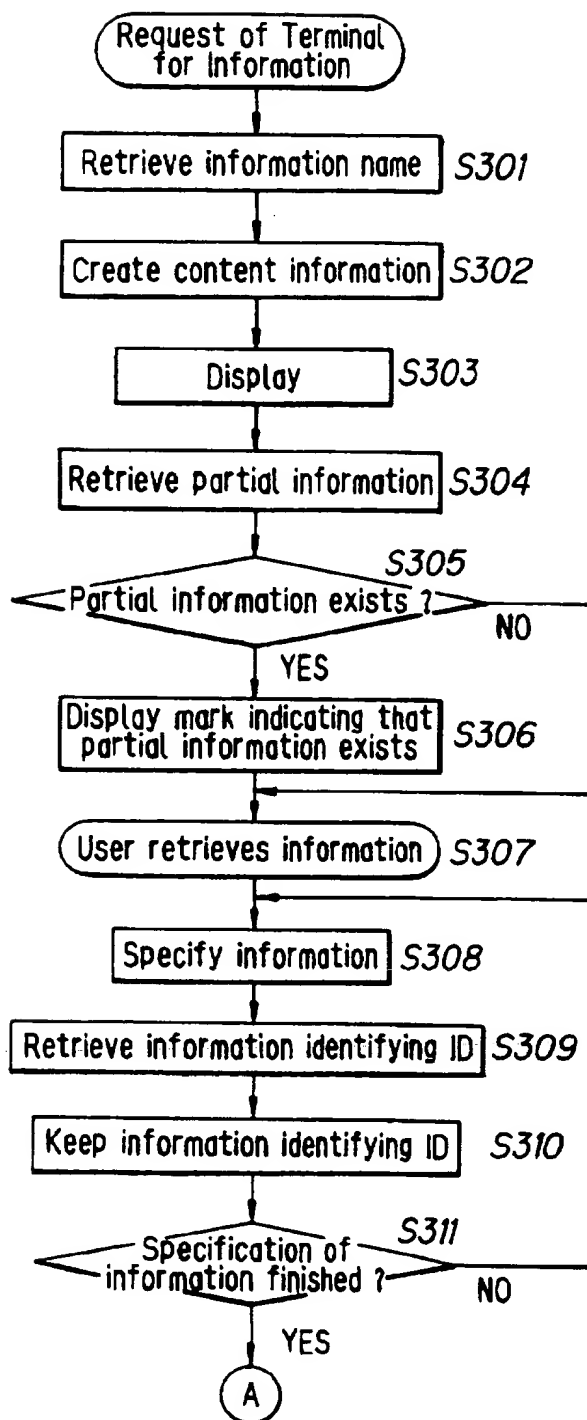 Request of Terminal
for Information
Retrieve information name
S301
Create content information
S302
Display
S303
Retrieve partial information
S304
S305
Partial information exists ?
NO
YES
Display mark indicating that
partial information exists
S306
User retrieves information
S307
Specify information
S308
Retrieve information identifying ID
S309
Keep information identifying ID
S310
S311
Specification of
information finished ?
NO
YES
A